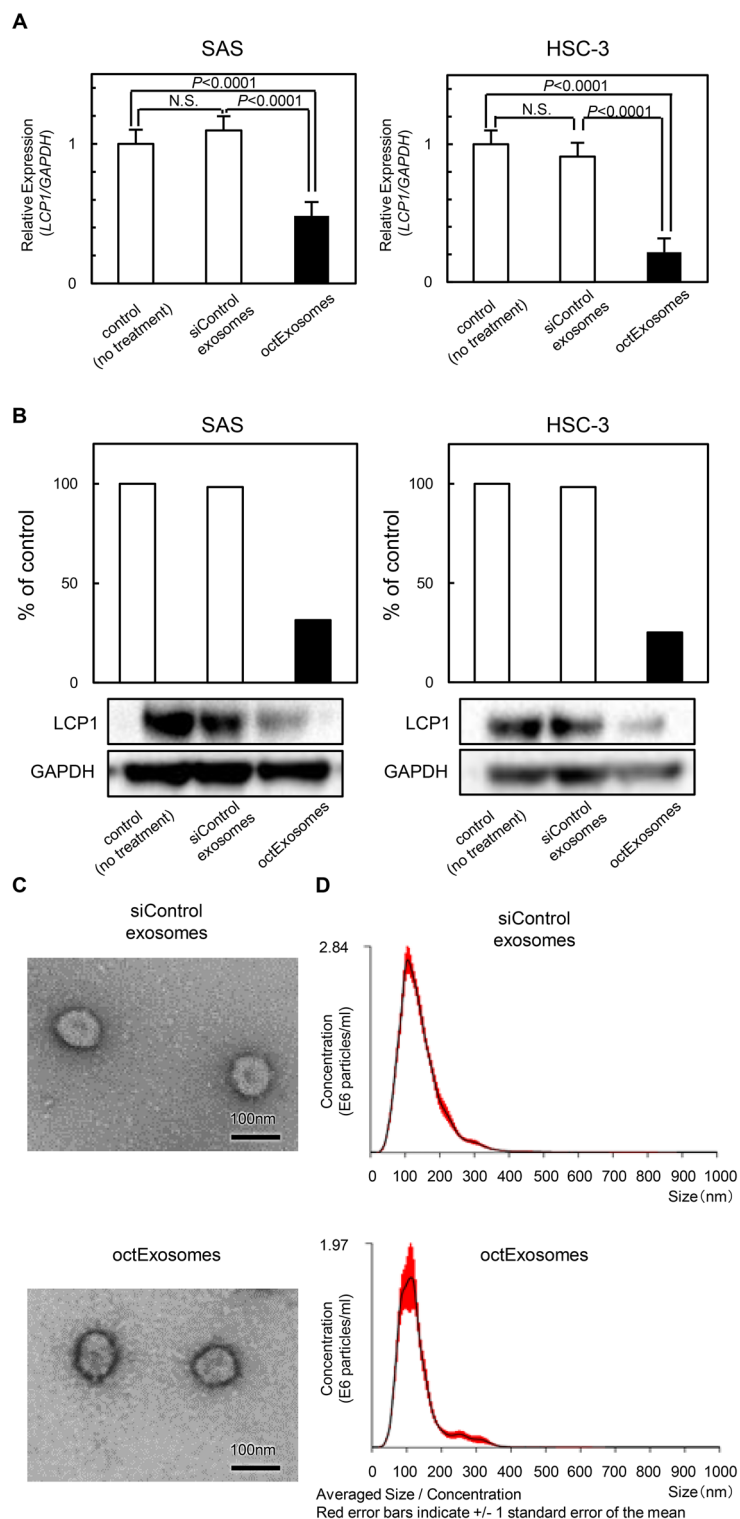 A
SAS
HSC-3
Relative Expression
(LCP1/GAPDH)
1
0
P<0.0001
N.S.
P<0.0001
control
(no treatment)
siControl
exosomes
octExosomes
Relative Expression
(LCP1/GAPDH)
1
0
P<0.0001
N.S.
P<0.0001
control
(no treatment)
siControl
exosomes
octExosomes
B
SAS
HSC-3
% of control
100
50
0
% of control
100
50
0
LCP1
GAPDH
control
(no treatment)
siControl
exosomes
octExosomes
LCP1
GAPDH
control
(no treatment)
siControl
exosomes
octExosomes
C
siControl
exosomes
100nm
octExosomes
100nm
D
siControl
exosomes
2.84
Concentration
(E6 particles/ml)
0 100 200 300 400 500 600 700 800 900 1000
Size(nm)
octExosomes
1.97
Concentration
(E6 particles/ml)
0 100 200 300 400 500 600 700 800 900 1000
Size(nm)
Averaged Size / Concentration
Red error bars indicate +/- 1 standard error of the mean